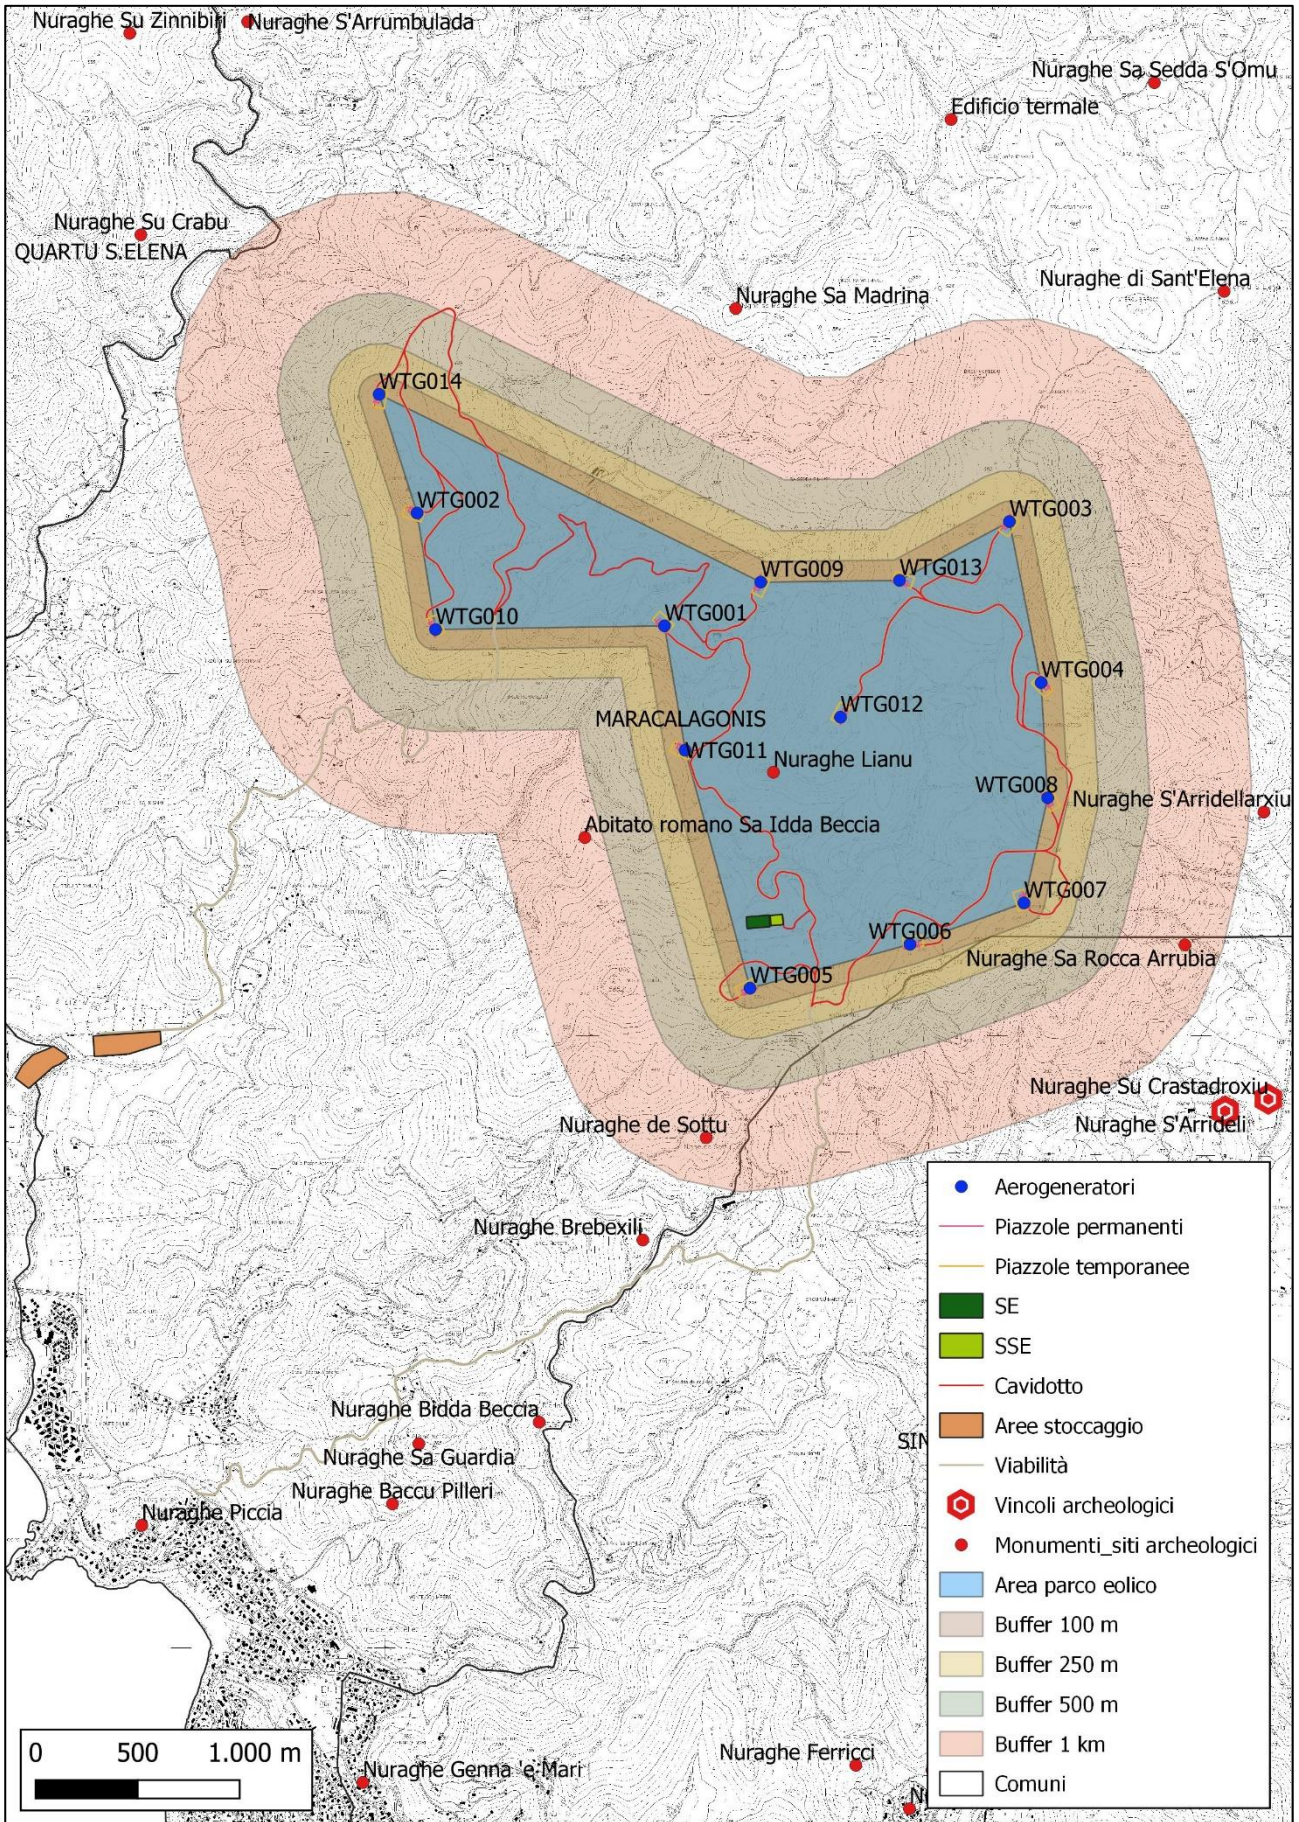 Nuraghe Su Zinnibiri
Nuraghe S'Arrumbulada
Nuraghe Sa Sedda S'Omu
Edificio termale
Nuraghe Su Crabu
QUARTU S.ELENA
Nuraghe di Sant'Elena
Nuraghe Sa Madrina
WTG014
WTG002
WTG003
WTG009
WTG013
WTG010
WTG001
WTG004
WTG012
MARACALAGONIS
WTG011
Nuraghe Lianu
WTG008
Nuraghe S'Arridellarxiu
Abitato romano Sa Idda Beccia
WTG007
WTG006
Nuraghe Sa Rocca Arrubia
WTG005
Nuraghe Su Crastadroxiu
Nuraghe de Sottu
Nuraghe S'Arrideli
Nuraghe Brebexili
Nuraghe Bidda Beccia
SIN
Nuraghe Sa Guardia
Nuraghe Baccu Pilleri
Nuraghe Piccia
Nuraghe Ferricci
Nuraghe Genna 'e Mari
N
Aerogeneratori
Piazzole permanenti
Piazzole temporanee
SE
SSE
Cavidotto
Aree stoccaggio
Viabilità
Vincoli archeologici
Monumenti_siti archeologici
Area parco eolico
Buffer 100 m
Buffer 250 m
Buffer 500 m
Buffer 1 km
Comuni
0 500 1.000 m